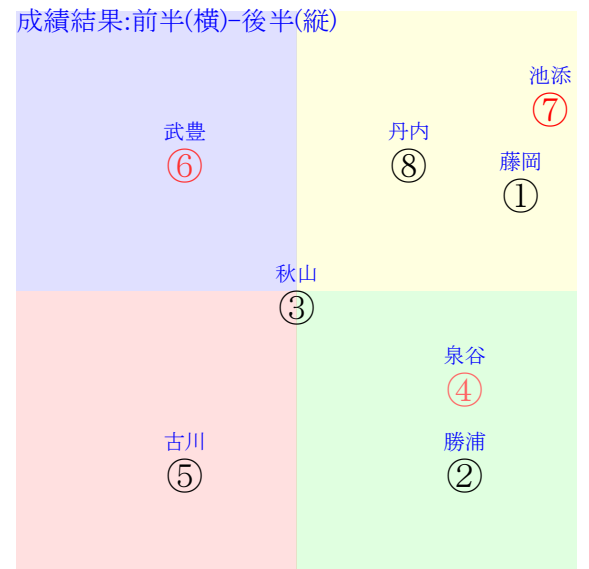 成績結果:前半(横)−後半(縦)
池添
⑦
武豊
⑥
丹内
⑧
藤岡
①
秋山
③
泉谷
④
古川
⑤
勝浦
②